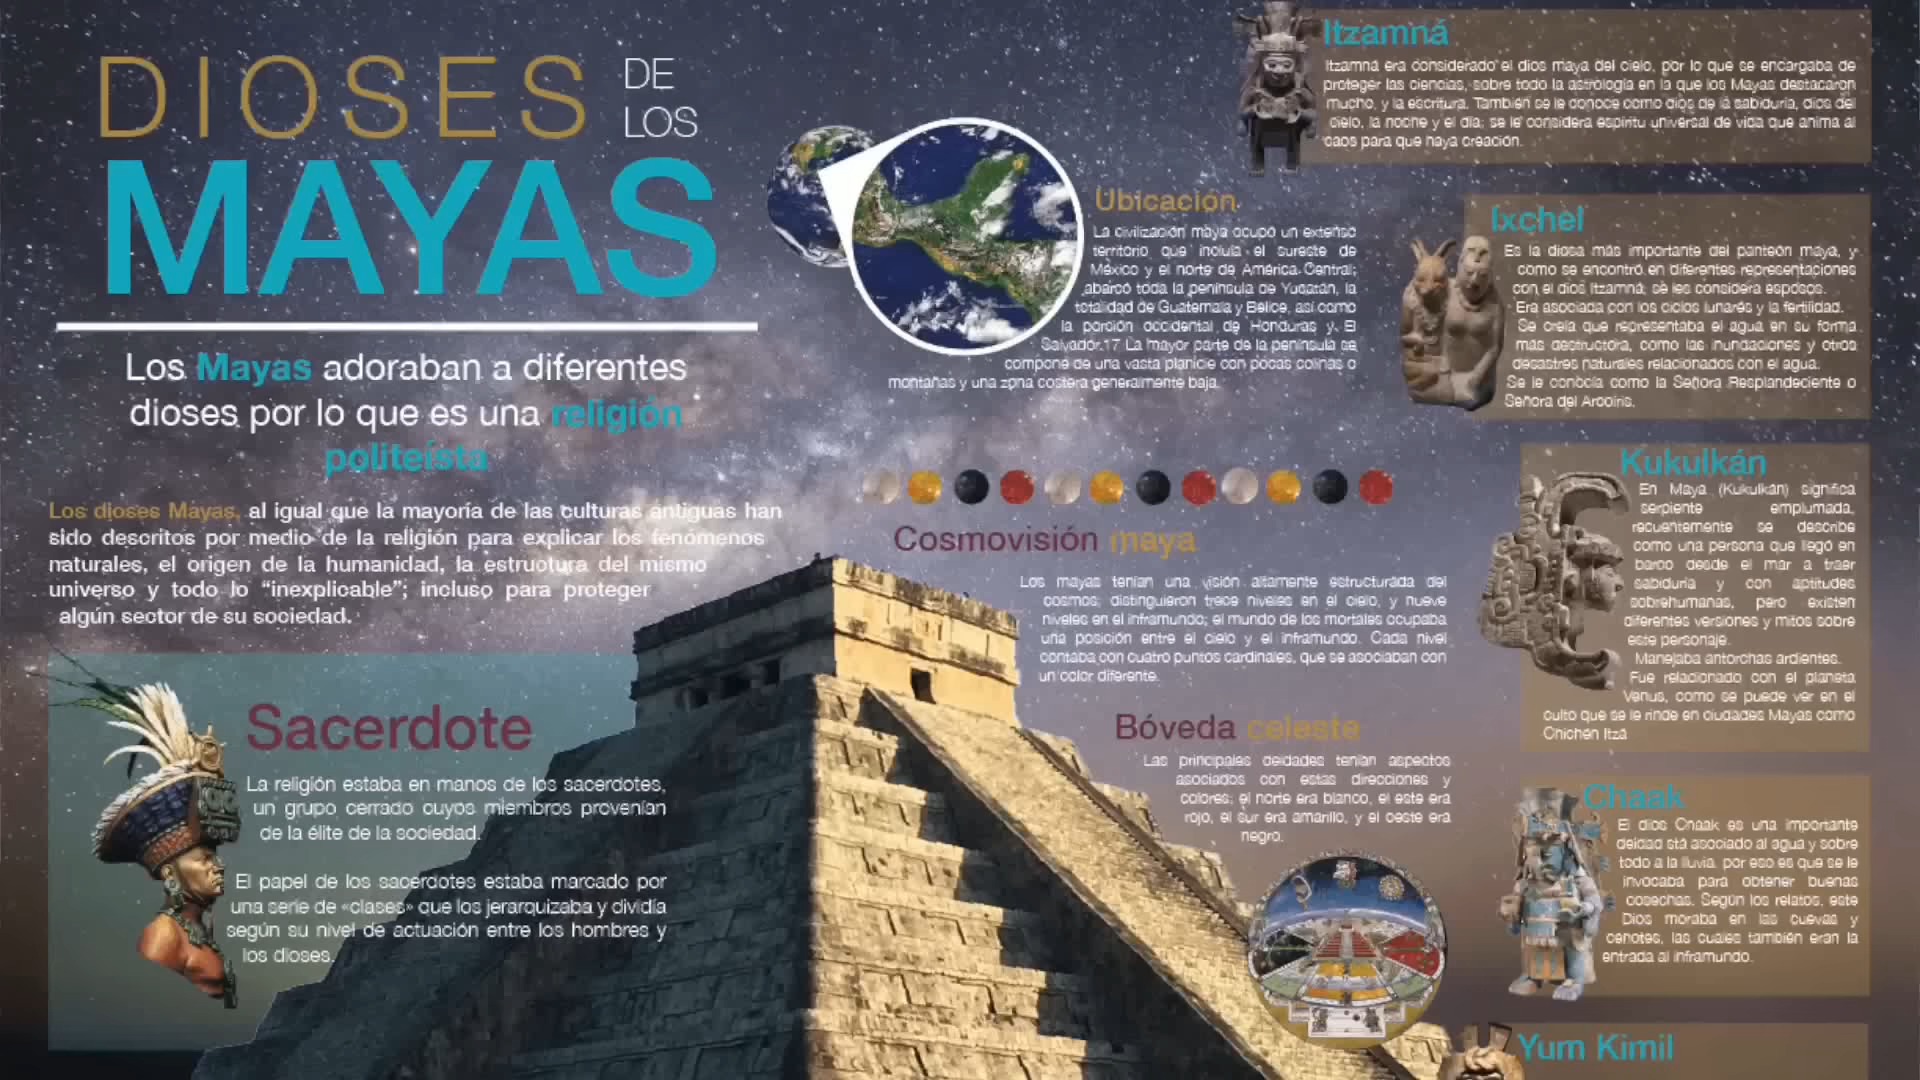 DIOSES DE LOS
MAYAS
Los Mayas adoraban a diferentes
dioses por lo que es una religión
politeísta
Los dioses Mayas, al igual que la mayoría de las culturas antiguas han
sido descritos por medio de la religión para explicar los fenómenos
naturales, el origen de la humanidad, la estructura del mismo
universo y todo lo “inexplicable”; incluso para proteger
algún sector de su sociedad.
Sacerdote
La religión estaba en manos de los sacerdotes,
un grupo cerrado cuyos miembros provenían
de la élite de la sociedad.
El papel de los sacerdotes estaba marcado por
una serie de «clases» que los jerarquizaba y dividía
según su nivel de actuación entre los hombres y
los dioses.
Ubicación
La civilización maya ocupó un extenso
territorio que incluía el sureste de
México y el norte de América Central;
abarcó toda la península de Yucatán, la
totalidad de Guatemala y Belice, así como
la porción occidental de Honduras y El
Salvador.17 La mayor parte de la península se
compone de una vasta planicie con pocas colinas o
montañas y una zona costera generalmente baja.
Cosmovisión maya
Los mayas tenían una visión altamente estructurada del
cosmos; distinguieron trece niveles en el cielo, y nueve
niveles en el inframundo; el mundo de los mortales ocupaba
una posición entre el cielo y el inframundo. Cada nivel
contaba con cuatro puntos cardinales, que se asociaban con
un color diferente.
Bóveda celeste
Las principales deidades tenían aspectos
asociados con estas direcciones y
colores; el norte era blanco, el este era
rojo, el sur era amarillo, y el oeste era
negro.
Itzamná
Itzamná era considerado el dios maya del cielo, por lo que se encargaba de
proteger las ciencias, sobre todo la astrología en la que los Mayas destacaron
mucho, y la escritura. También se le conoce como dios de la sabiduría, dios del
cielo, la noche y el día; se le considera espíritu universal de vida que anima al
caos para que haya creación.
Ixchel
Es la diosa más importante del panteón maya, y
como se encontró en diferentes representaciones
con el dios Itzamná; se les considera esposos.
Era asociada con los ciclos lunares y la fertilidad.
Se creía que representaba el agua en su forma
más destructora, como las inundaciones y otros
desastres naturales relacionados con el agua.
Se le conocía como la Señora Resplandeciente o
Señora del Arcoíris.
Kukulkán
En Maya (Kukulkán) significa
serpiente emplumada,
recuentemente se describe
como una persona que llegó en
barco desde el mar a traer
sabiduría y con aptitudes
sobrehumanas, pero existen
diferentes versiones y mitos sobre
este personaje.
Manejaba antorchas ardientes.
Fue relacionado con el planeta
Venus, como se puede ver en el
culto que se le rinde en ciudades Mayas como
Chichén Itzá
Chaak
El dios Chaak es una importante
deidad stá asociado al agua y sobre
todo a la lluvia, por eso es que se le
invocaba para obtener buenas
cosechas. Según los relatos, este
Dios moraba en las cuevas y
cenotes, las cuales también eran la
entrada al inframundo.
Yum Kimil